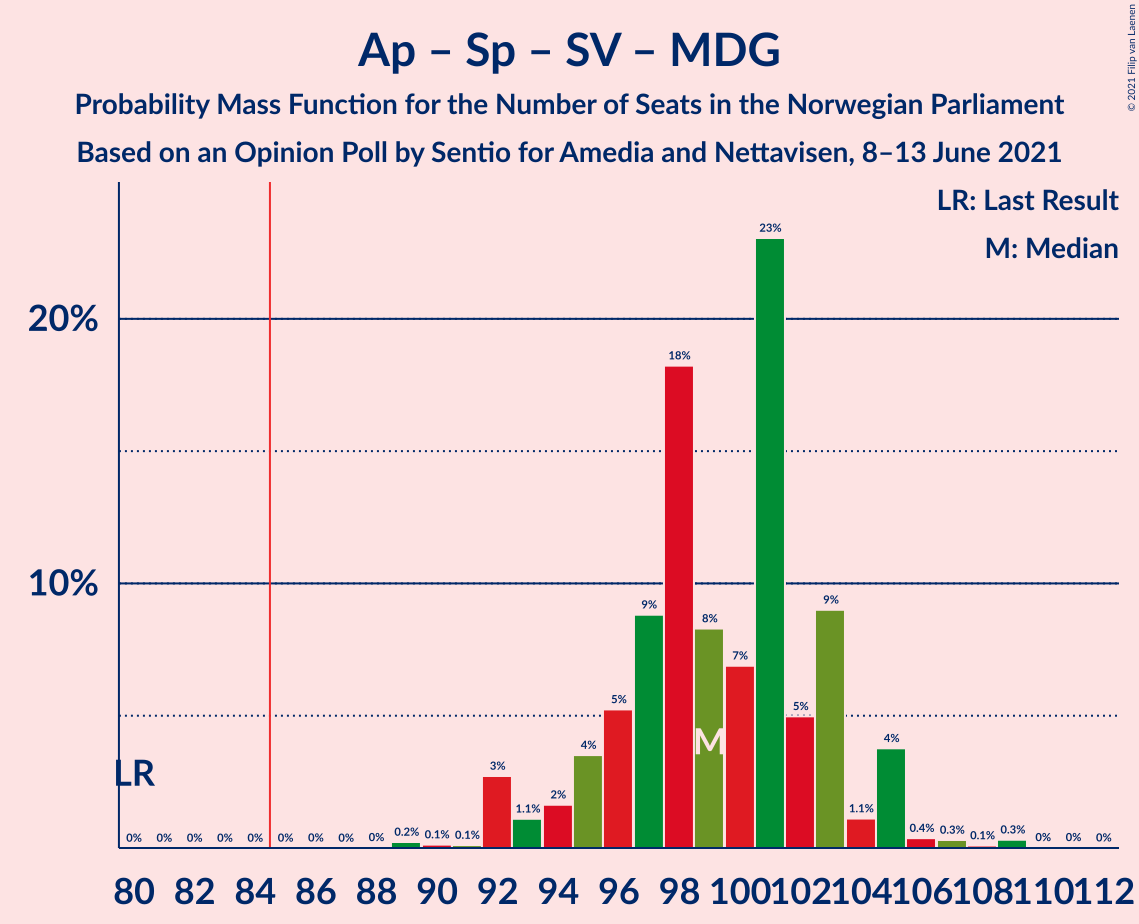 Ap – Sp – SV – MDG
Probability Mass Function for the Number of Seats in the Norwegian Parliament
Based on an Opinion Poll by Sentio for Amedia and Nettavisen, 8–13 June 2021
© 2021 Filip van Laenen
LR: Last Result
M: Median
20%
10%
LR
M
0% 0% 0% 0% 0% 0% 0% 0% 0% 0.2% 0.1% 0.1% 3% 1.1% 2% 4% 5% 9% 18% 8% 7% 23% 5% 9% 1.1% 4% 0.4% 0.3% 0.1% 0.3% 0% 0% 0%
80 82 84 86 88 90 92 94 96 98 100 102 104 106 108 110 112